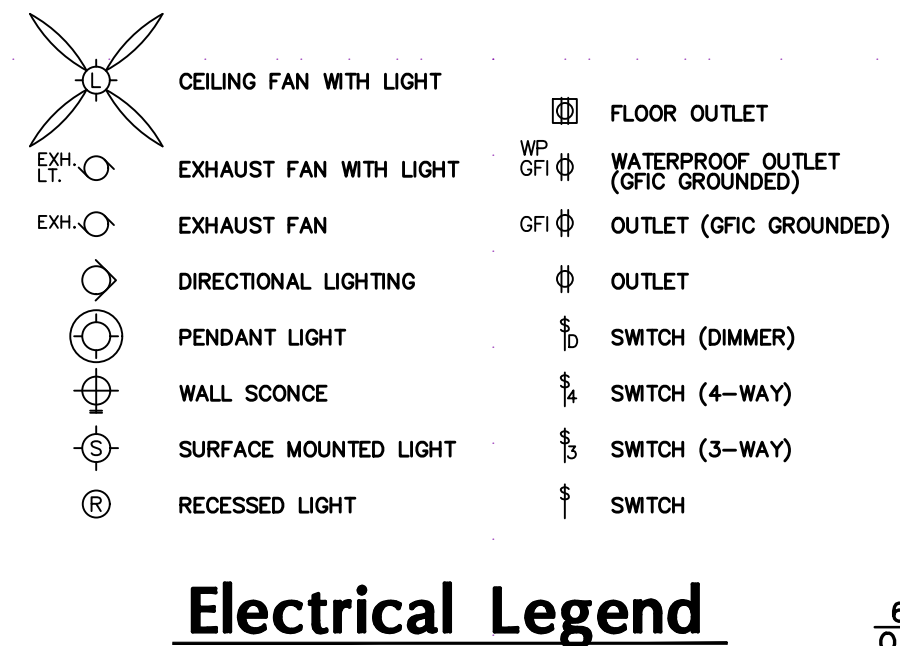 L CEILING FAN WITH LIGHT
EXH.
LT. EXHAUST FAN WITH LIGHT
EXH. EXHAUST FAN
DIRECTIONAL LIGHTING
PENDANT LIGHT
WALL SCONCE
S SURFACE MOUNTED LIGHT
R RECESSED LIGHT
FLOOR OUTLET
WP
GFI WATERPROOF OUTLET
(GFIC GROUNDED)
GFI OUTLET (GFIC GROUNDED)
OUTLET
$ D SWITCH (DIMMER)
$ 4 SWITCH (4-WAY)
$ 3 SWITCH (3-WAY)
$ SWITCH
Electrical Legend